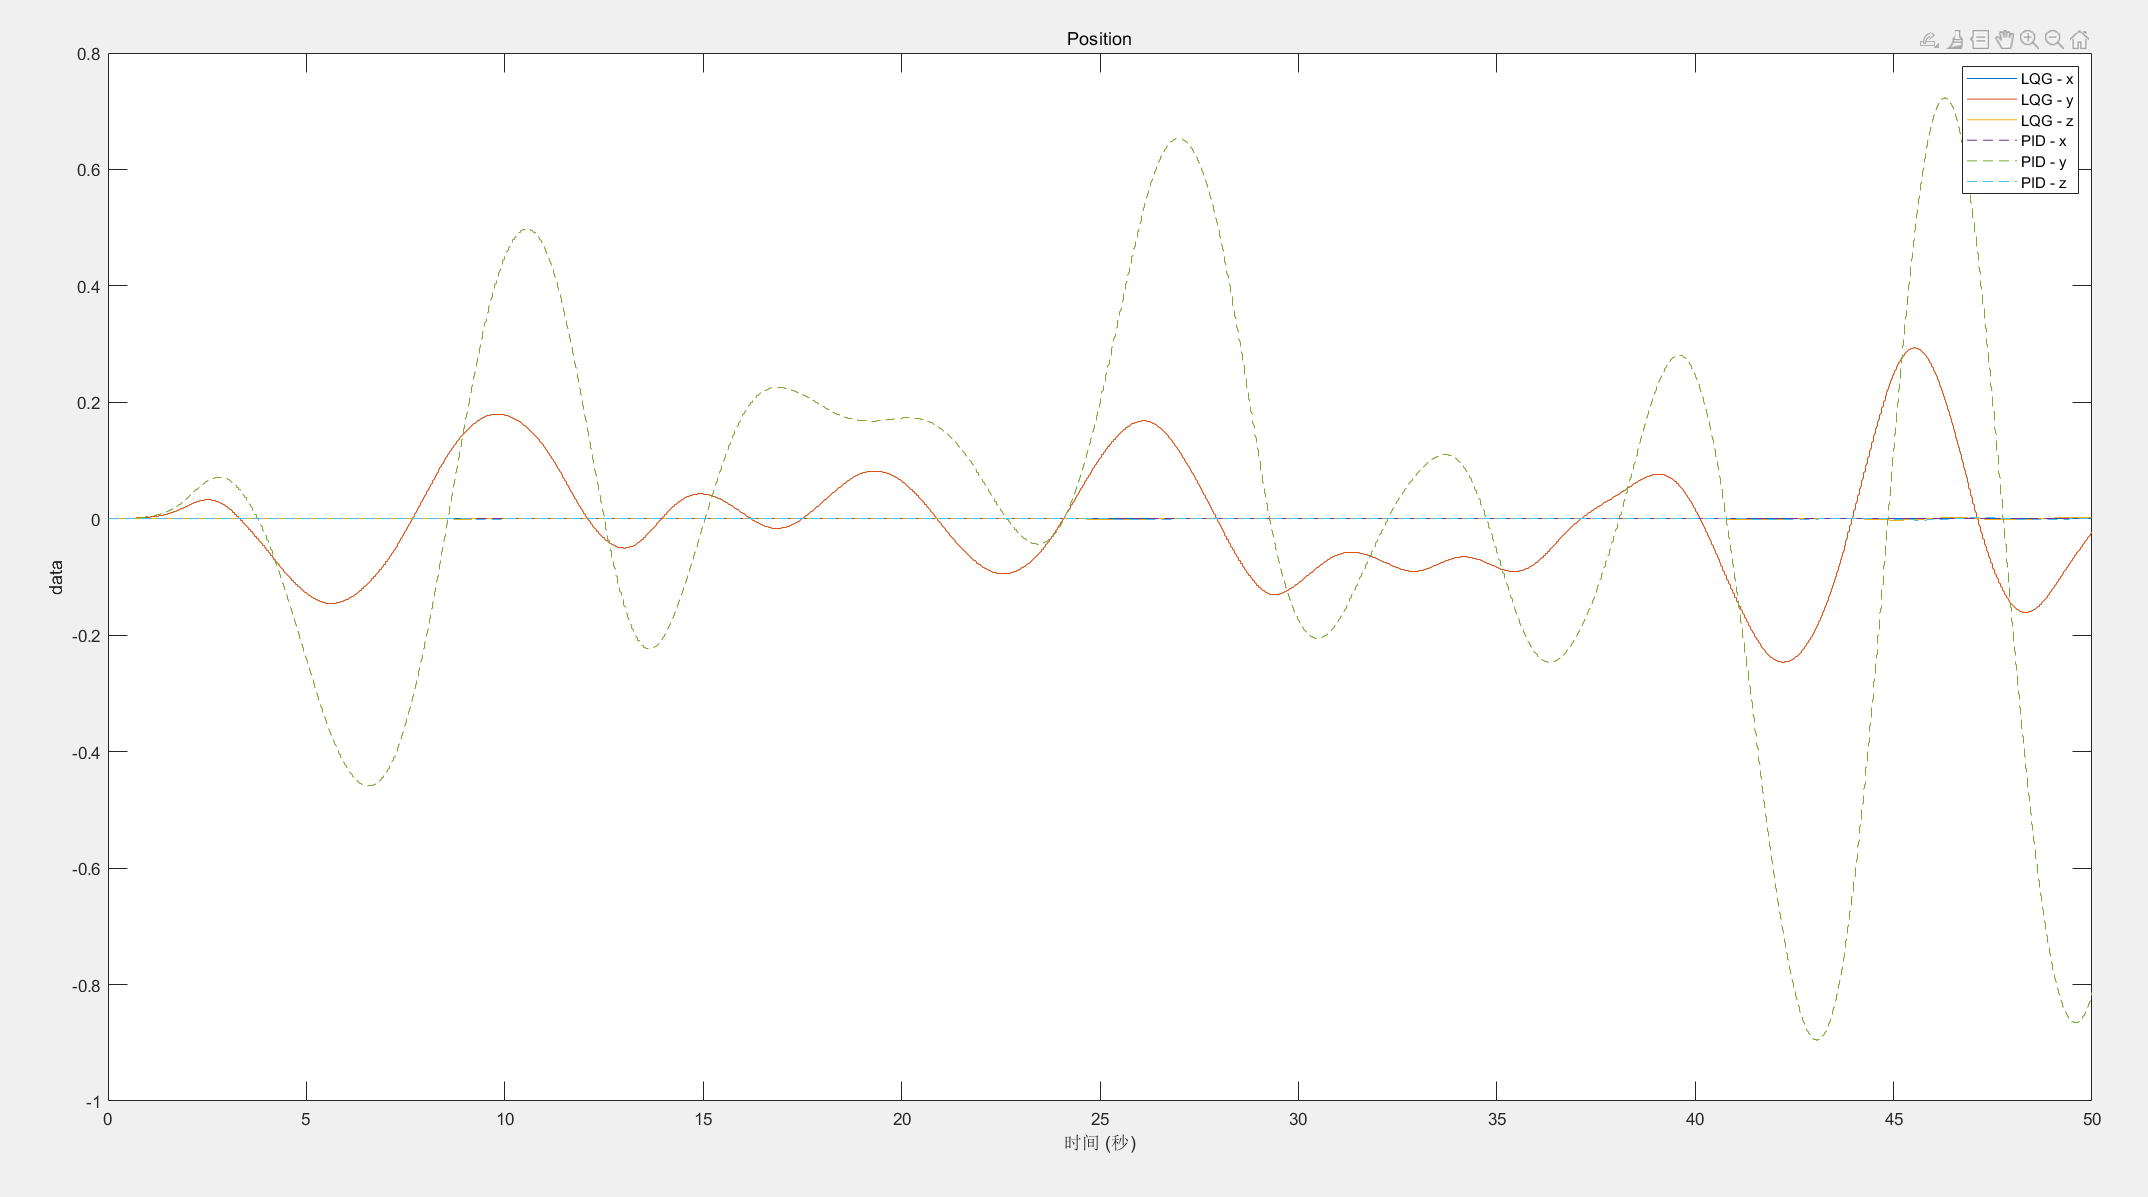 Position
0.8
0.6
0.4
0.2
0
-0.2
-0.4
-0.6
-0.8
-1
data
0 5 10 15 20 25 30 35 40 45 50
时间 (秒)
LQG - x
LQG - y
LQG - z
PID - x
PID - y
PID - z